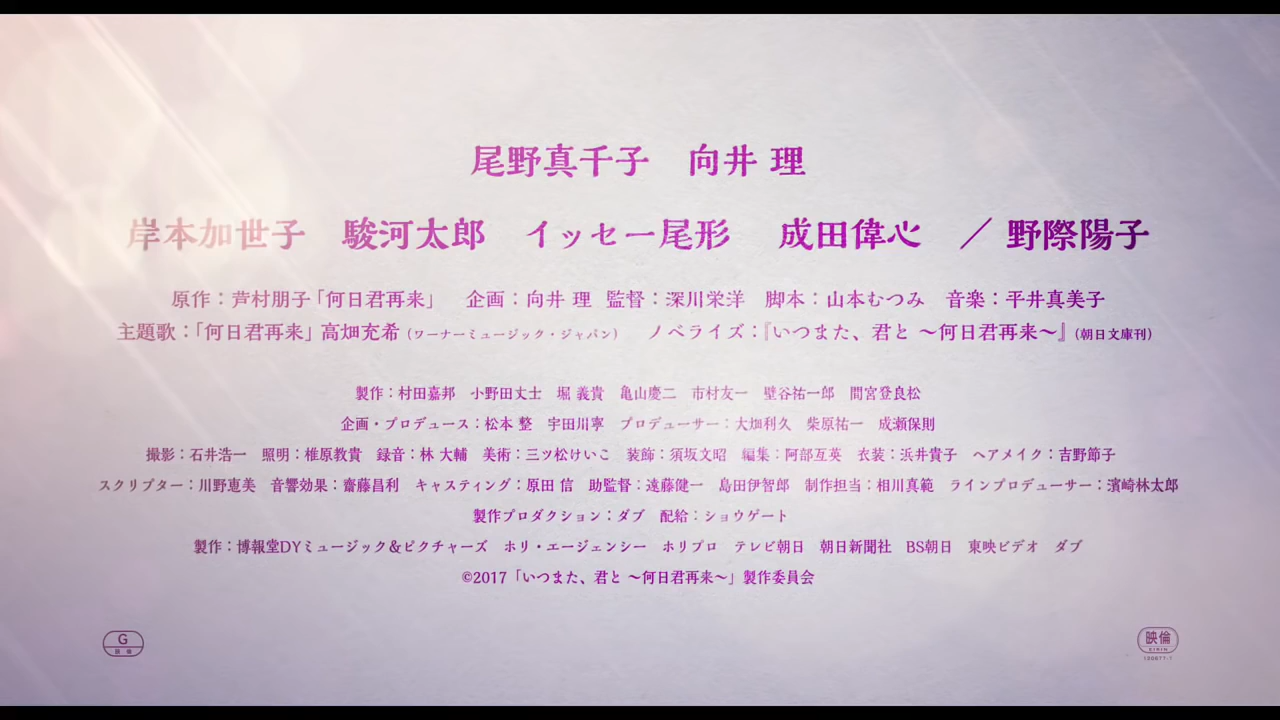 尾野真千子　向井 理
岸本加世子　駿河太郎　イッセー尾形　成田偉心　／ 野際陽子
原作：芦村朋子「何日君再来」　企画：向井 理　監督：深川栄洋　脚本：山本むつみ　音楽：平井真美子
主題歌：「何日君再来」高畑充希（ワーナーミュージック・ジャパン）　ノベライズ：『いつまた、君と ～何日君再来～』（朝日文庫刊）
製作：村田嘉邦　小野田丈士　堀 義貴　亀山慶二　市村友一　壁谷祐一郎　間宮登良松
企画・プロデュース：松本 整　宇田川寧　プロデューサー：大畑利久　柴原祐一　成瀬保則
撮影：石井浩一　照明：椎原教貴　録音：林 大輔　美術：三ツ松けいこ　装飾：須坂文昭　編集：阿部亙英　衣装：浜井貴子　ヘアメイク：吉野節子
スクリプター：川野恵美　音響効果：齋藤昌利　キャスティング：原田 信　助監督：遠藤健一　島田伊智郎　制作担当：相川真範　ラインプロデューサー：濱﨑林太郎
製作プロダクション：ダブ　配給：ショウゲート
製作：博報堂DYミュージック＆ピクチャーズ　ホリ・エージェンシー　ホリプロ　テレビ朝日　朝日新聞社　BS朝日　東映ビデオ　ダブ
©2017「いつまた、君と ～何日君再来～」製作委員会
G
映倫
映倫
EIRIN